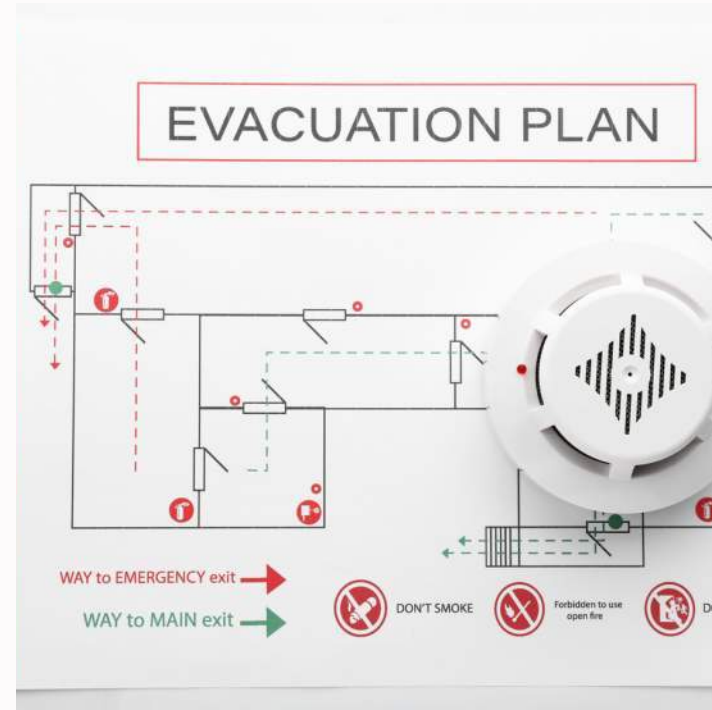 EVACUATION PLAN
WAY to EMERGENCY exit
WAY to MAIN exit
DON'T SMOKE
Forbidden to use
open fire